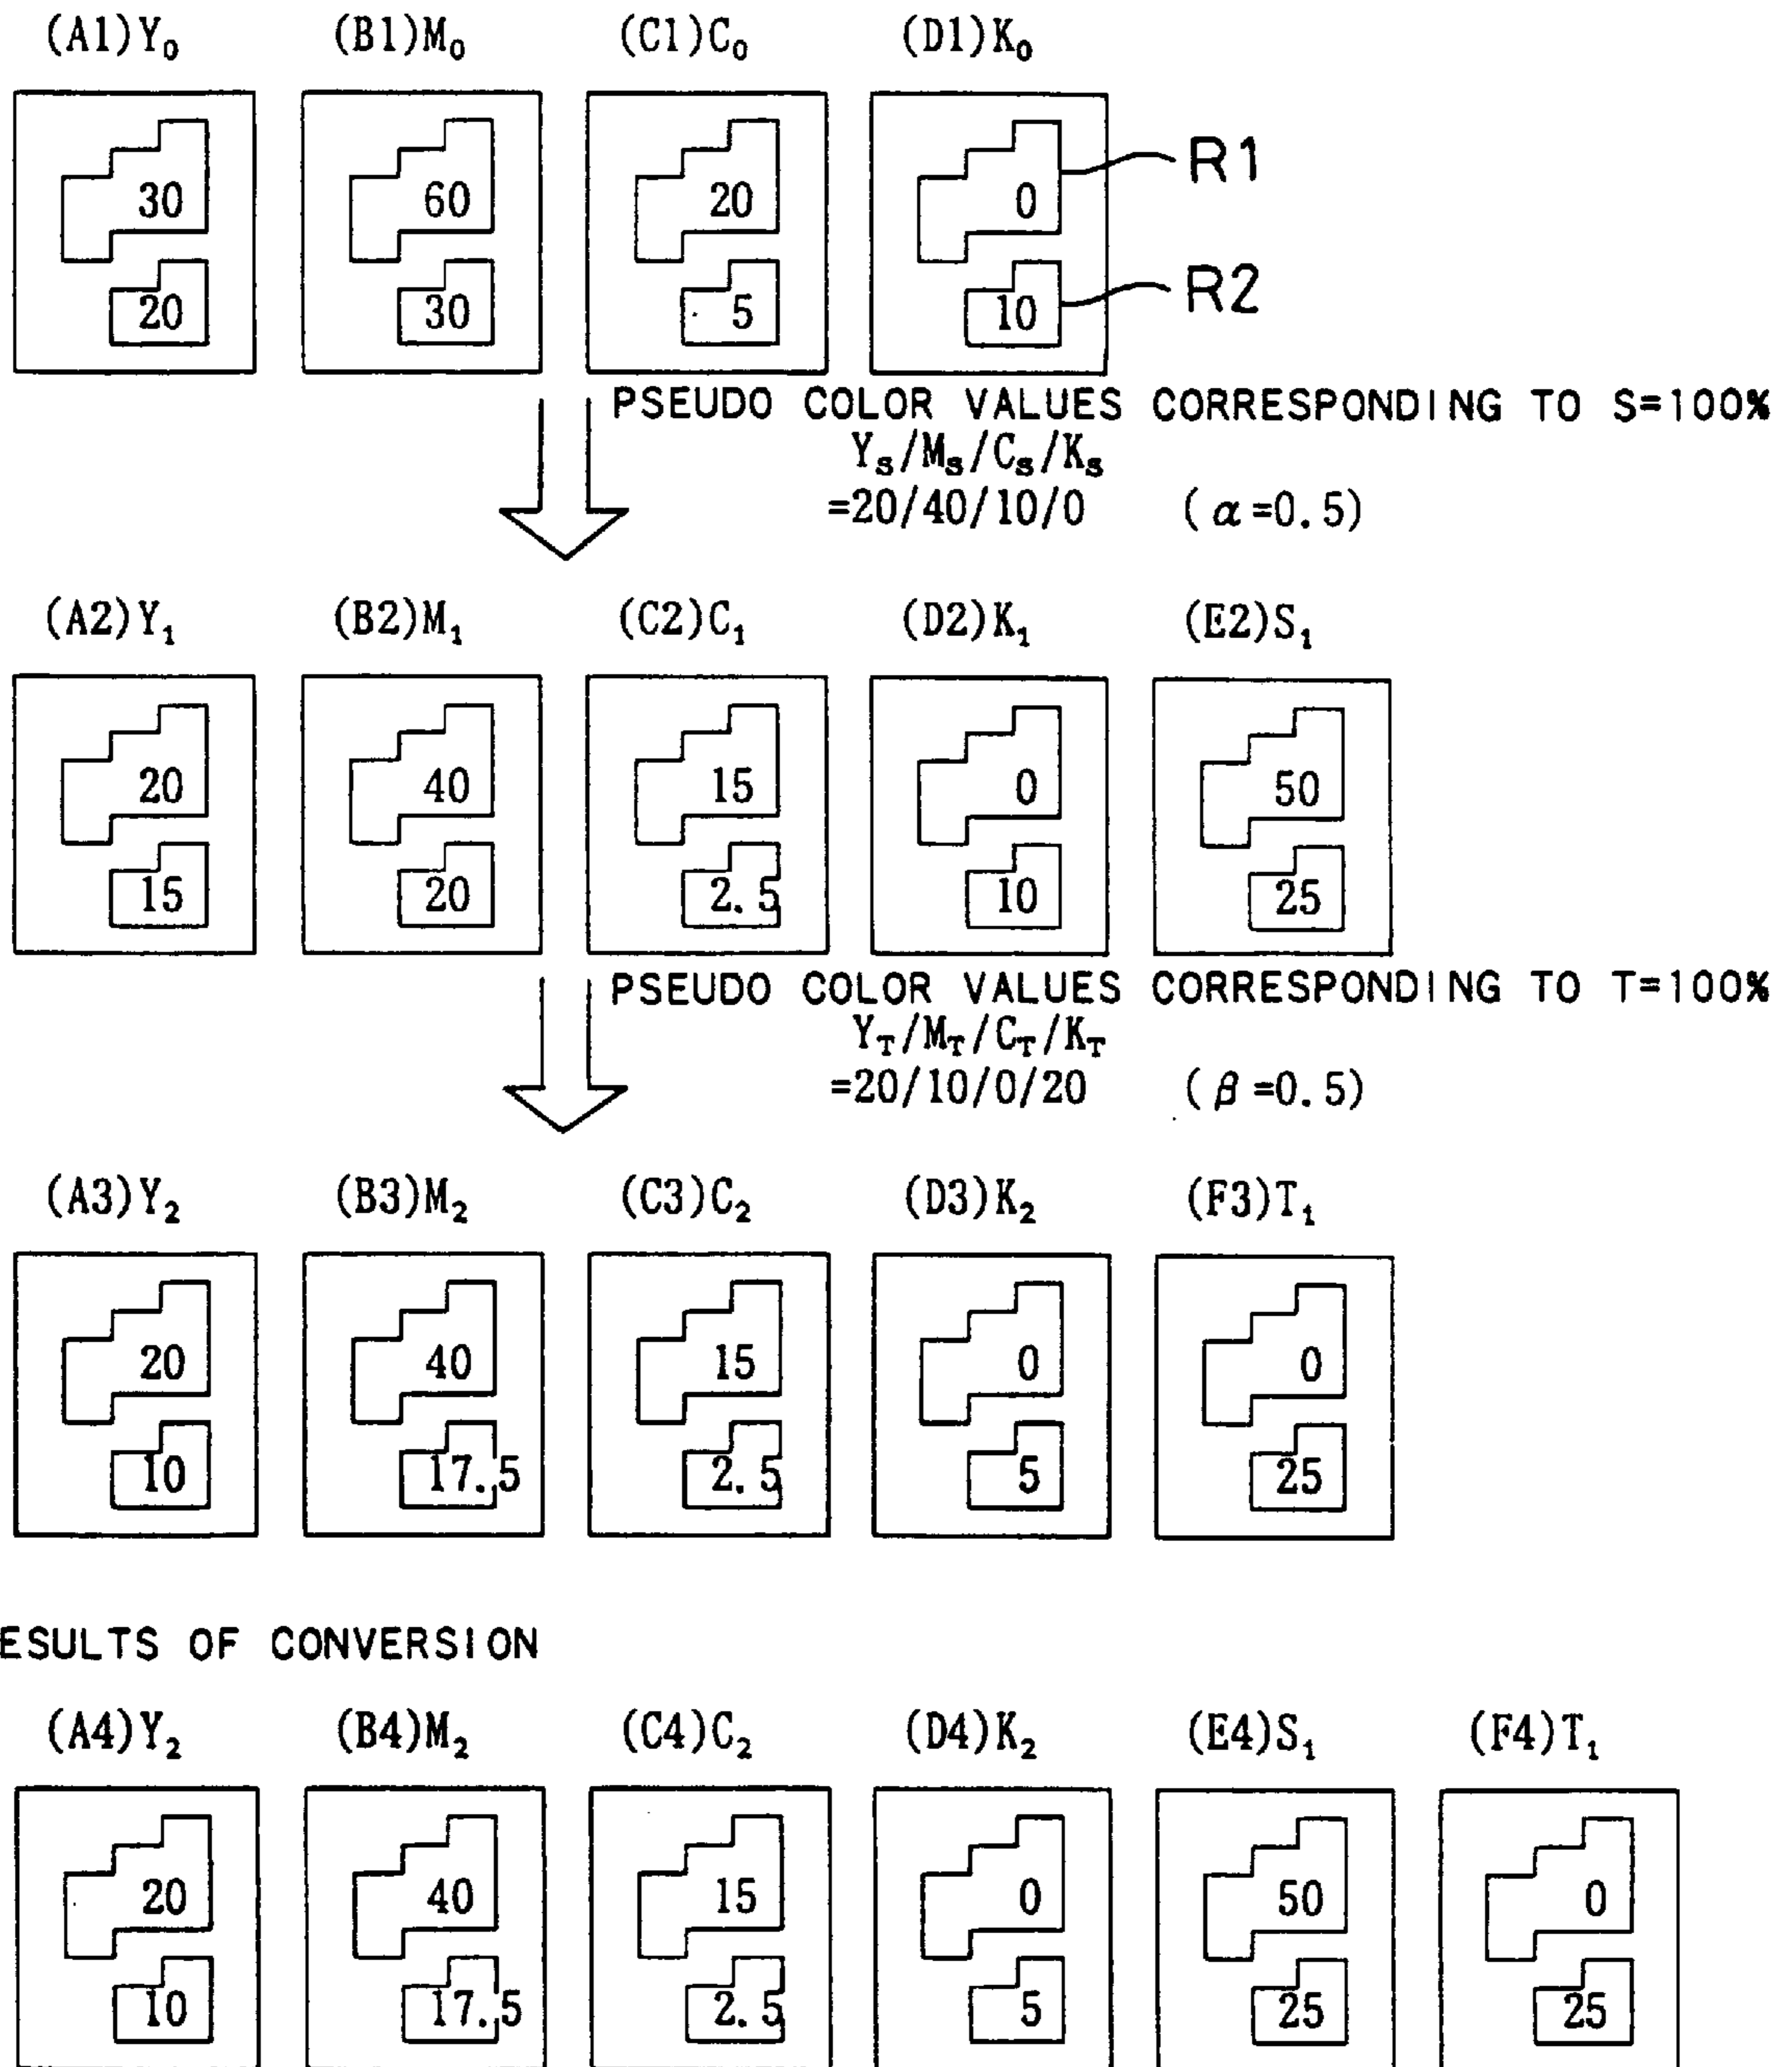 (A1)Y₀ (B1)M₀ (C1)C₀ (D1)K₀
30 60 20 0 R1
20 30 5 10 R2
PSEUDO COLOR VALUES CORRESPONDING TO S=100%
Yₛ/Mₛ/Cₛ/Kₛ
=20/40/10/0 (α=0.5)
(A2)Y₁ (B2)M₁ (C2)C₁ (D2)K₁ (E2)S₁
20 40 15 0 50
15 20 2.5 10 25
PSEUDO COLOR VALUES CORRESPONDING TO T=100%
Y_T/M_T/C_T/K_T
=20/10/0/20 (β=0.5)
(A3)Y₂ (B3)M₂ (C3)C₂ (D3)K₂ (F3)T₁
20 40 15 0 0
10 17.5 2.5 5 25
ESULTS OF CONVERSION
(A4)Y₂ (B4)M₂ (C4)C₂ (D4)K₂ (E4)S₁ (F4)T₁
20 40 15 0 50 0
10 17.5 2.5 5 25 25